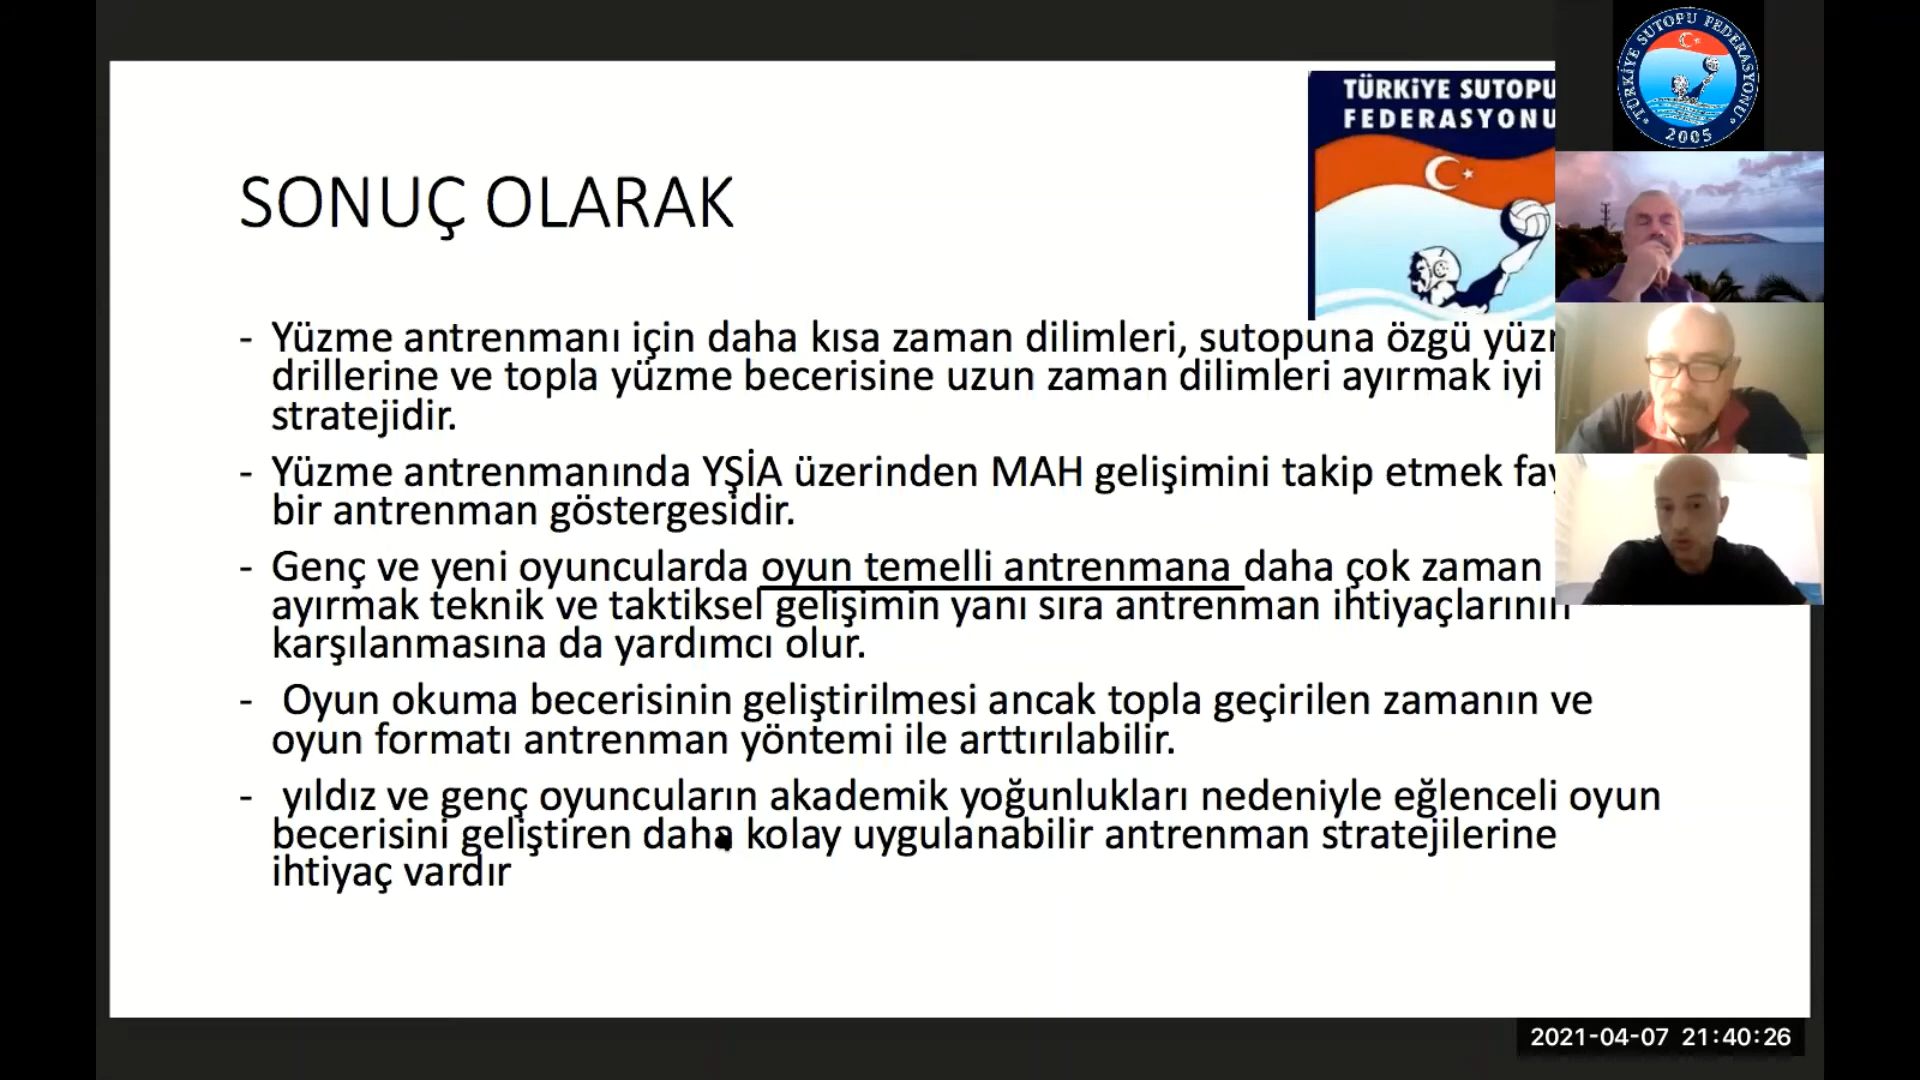 TÜRKİYE SUTOPU FEDERASYONU
2005
TÜRKiYE SUTOPU
FEDERASYONU
SONUÇ OLARAK
- Yüzme antrenmanı için daha kısa zaman dilimleri, sutopuna özgü
drillerine ve topla yüzme becerisine uzun zaman dilimleri ayırmak iyi
stratejidir.
- Yüzme antrenmanında YŞİA üzerinden MAH gelişimini takip etmek
bir antrenman göstergesidir.
- Genç ve yeni oyuncularda oyun temelli antrenmana daha çok zaman
ayırmak teknik ve taktiksel gelişimin yanı sıra antrenman ihtiyaçlarının
karşılanmasına da yardımcı olur.
- Oyun okuma becerisinin geliştirilmesi ancak topla geçirilen zamanın ve
oyun formatı antrenman yöntemi ile arttırılabilir.
- yıldız ve genç oyuncuların akademik yoğunlukları nedeniyle eğlenceli oyun
becerisini geliştiren daha kolay uygulanabilir antrenman stratejilerine
ihtiyaç vardır
2021-04-07 21:40:26